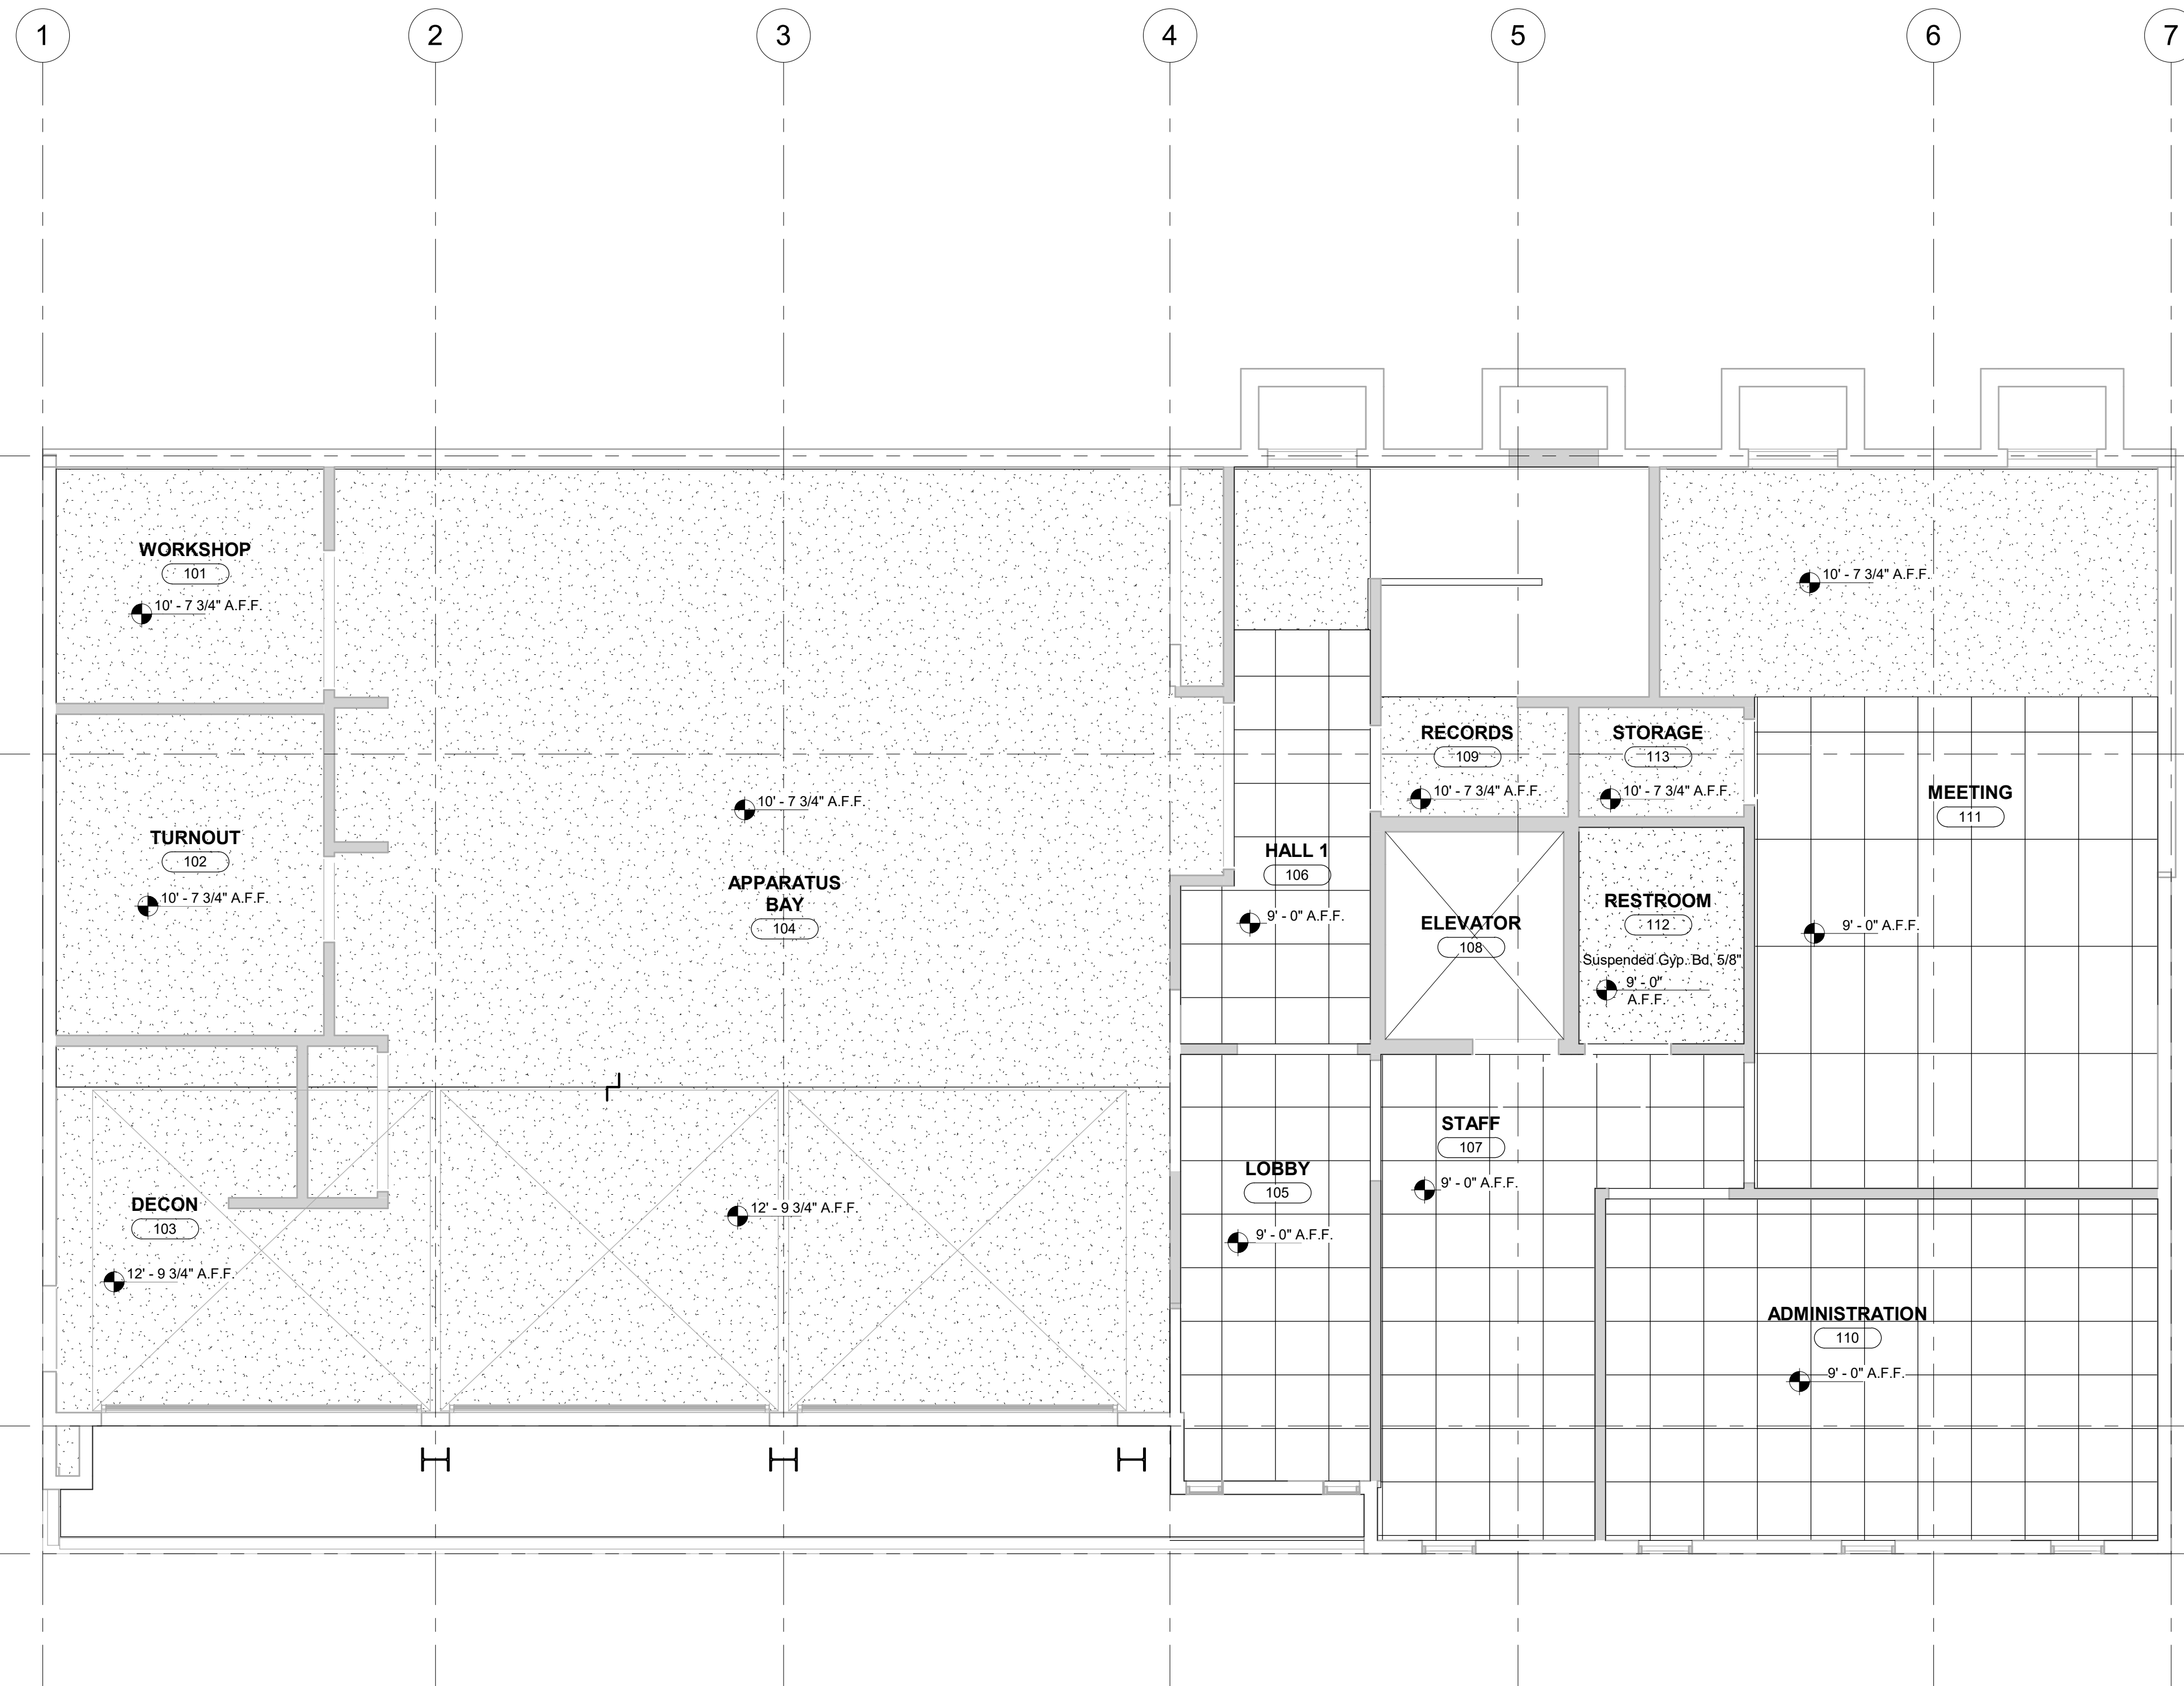 1
2
3
4
5
6
7
WORKSHOP
101
10' - 7 3/4" A.F.F.
10' - 7 3/4" A.F.F.
RECORDS
109
10' - 7 3/4" A.F.F.
STORAGE
113
10' - 7 3/4" A.F.F.
MEETING
111
9' - 0" A.F.F.
TURNOUT
102
10' - 7 3/4" A.F.F.
10' - 7 3/4" A.F.F.
APPARATUS
BAY
104
HALL 1
106
9' - 0" A.F.F.
ELEVATOR
108
RESTROOM
112
Suspended Gyp. Bd, 5/8"
9' - 0"
A.F.F.
STAFF
107
9' - 0" A.F.F.
LOBBY
105
9' - 0" A.F.F.
DECON
103
12' - 9 3/4" A.F.F.
12' - 9 3/4" A.F.F.
ADMINISTRATION
110
9' - 0" A.F.F.